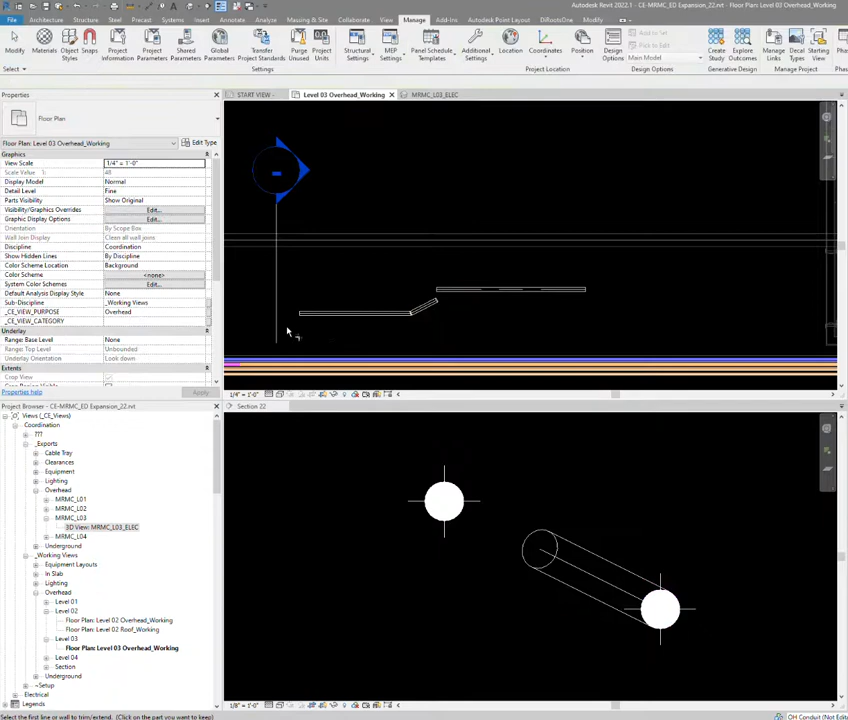 Autodesk Revit 2022.1 - CE-MRMC_ED Expansion_22.rvt - Floor Plan: Level 03 Overhead_Working
File Architecture Structure Steel Precast Systems Insert Annotate Analyze Massing & Site Collaborate View Manage Add-Ins Autodesk Point Layout DiRootsOne Modify
Modify Materials Object Styles Snaps Project Information Project Parameters Shared Parameters Global Parameters Transfer Project Standards Purge Unused Project Units Structural Settings MEP Settings Panel Schedule Templates Additional Settings Location Coordinates Position Design Options Add to Set Pick to Edit Main Model Create Study Explore Outcomes Manage Links Decal Types Starting View Phases
Select Settings Project Location Design Options Generative Design Manage Project
Properties
START VIEW -
Level 03 Overhead_Working
MRMC_L03_ELEC
Floor Plan
Floor Plan: Level 03 Overhead_Working Edit Type
Graphics
View Scale 1/4" = 1'-0"
Scale Value 1: 48
Display Model Normal
Detail Level Fine
Parts Visibility Show Original
Visibility/Graphics Overrides Edit...
Graphic Display Options Edit...
Orientation By Scope Box
Wall Join Display Clean all wall joins
Discipline Coordination
Show Hidden Lines By Discipline
Color Scheme Location Background
Color Scheme <none>
System Color Schemes Edit...
Default Analysis Display Style None
Sub-Discipline _Working Views
_CE_VIEW_PURPOSE Overhead
_CE_VIEW_CATEGORY
Underlay
Range: Base Level None
Range: Top Level Unbounded
Underlay Orientation Look down
Extents
Crop View
Properties help Apply
1/4" = 1'-0"
Project Browser - CE-MRMC_ED Expansion_22.rvt
Section 22
Views (_CE_Views)
Coordination
???
_Exports
Cable Tray
Clearances
Equipment
Lighting
Overhead
MRMC_L01
MRMC_L02
MRMC_L03
3D View: MRMC_L03_ELEC
MRMC_L04
Underground
_Working Views
Equipment Layouts
In Slab
Lighting
Overhead
Level 01
Level 02
Floor Plan: Level 02 Overhead_Working
Floor Plan: Level 02 Roof_Working
Level 03
Floor Plan: Level 03 Overhead_Working
Level 04
Section
Underground
~Setup
Electrical
Legends
1/8" = 1'-0"
Select the first line or wall to trim/extend. (Click on the part you want to keep)
OH Conduit (Not Edit